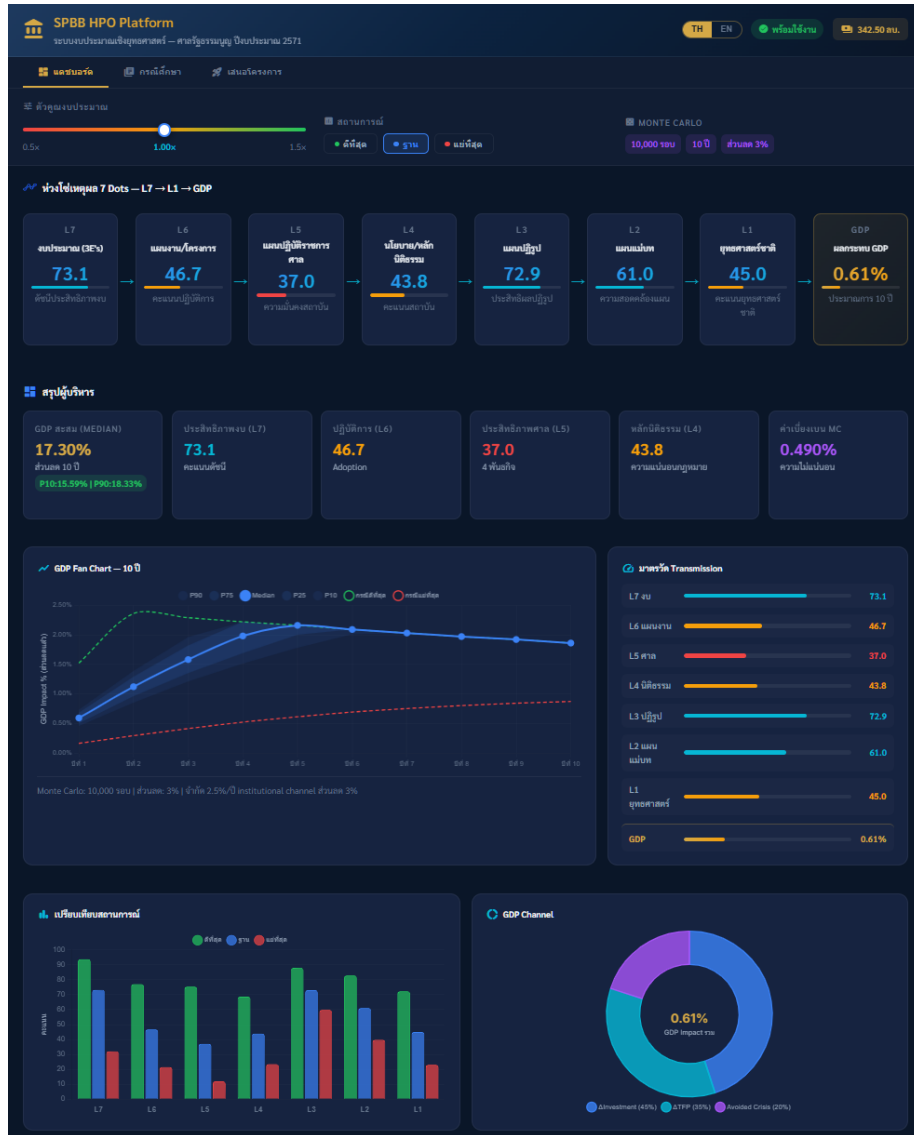 SPBB HPO Platform
ระบบงบประมาณเชิงยุทธศาสตร์ — ศาลรัฐธรรมนูญ ปีงบประมาณ 2571
TH EN
พร้อมใช้งาน
342.50 ลบ.
แดชบอร์ด
กรณีศึกษา
เสนอโครงการ
ตัวคูณงบประมาณ
0.5x 1.00x 1.5x
สถานการณ์
ดีที่สุด ฐาน แย่ที่สุด
MONTE CARLO
10,000 รอบ 10 ปี ส่วนลด 3%
ห่วงโซ่เหตุผล 7 Dots — L7 → L1 → GDP
L7
งบประมาณ (3E's)
73.1
ดัชนีประสิทธิภาพงบ
→
L6
แผนงาน/โครงการ
46.7
คะแนนปฏิบัติการ
→
L5
แผนปฏิบัติราชการ
ศาล
37.0
ความมั่นคงสถาบัน
→
L4
นโยบาย/หลัก
นิติธรรม
43.8
คะแนนสถาบัน
→
L3
แผนปฏิรูป
72.9
ประสิทธิผลปฏิรูป
→
L2
แผนแม่บท
61.0
ความสอดคล้องแผน
→
L1
ยุทธศาสตร์ชาติ
45.0
คะแนนยุทธศาสตร์
ชาติ
→
GDP
ผลกระทบ GDP
0.61%
ประมาณการ 10 ปี
สรุปผู้บริหาร
GDP สะสม (MEDIAN)
17.30%
ส่วนลด 10 ปี
P10:15.59% | P90:18.33%
ประสิทธิภาพงบ (L7)
73.1
คะแนนดัชนี
ปฏิบัติการ (L6)
46.7
Adoption
ประสิทธิภาพศาล (L5)
37.0
4 พันธกิจ
หลักนิติธรรม (L4)
43.8
ความแน่นอนกฎหมาย
ค่าเบี่ยงเบน MC
0.490%
ความไม่แน่นอน
GDP Fan Chart — 10 ปี
P90 P75 Median P25 P10 กรณีดีที่สุด กรณีแย่ที่สุด
GDP Impact % (ส่วนลดแล้ว)
2.50%
2.00%
1.50%
1.00%
0.50%
0.00%
ปีที่ 1 ปีที่ 2 ปีที่ 3 ปีที่ 4 ปีที่ 5 ปีที่ 6 ปีที่ 7 ปีที่ 8 ปีที่ 9 ปีที่ 10
Monte Carlo: 10,000 รอบ | ส่วนลด: 3% | จำกัด 2.5%/ปี institutional channel ส่วนลด 3%
มาตรวัด Transmission
L7 งบ 73.1
L6 แผนงาน 46.7
L5 ศาล 37.0
L4 นิติธรรม 43.8
L3 ปฏิรูป 72.9
L2 แผน
แม่บท 61.0
L1
ยุทธศาสตร์ 45.0
GDP 0.61%
เปรียบเทียบสถานการณ์
ดีที่สุด ฐาน แย่ที่สุด
คะแนน
100
90
80
70
60
50
40
30
20
10
0
L7 L6 L5 L4 L3 L2 L1
GDP Channel
0.61%
GDP Impact รวม
ΔInvestment (45%) ΔTFP (35%) Avoided Crisis (20%)